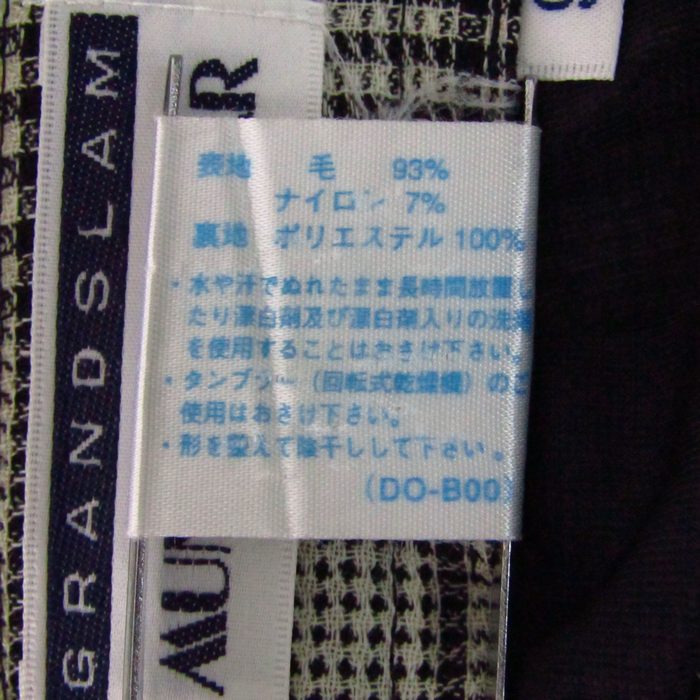 GRANDSLAM
表地 毛 93%
ナイロン 7%
裏地 ポリエステル 100%
・水や汗でぬれたまま長時間放置し
たり漂白剤及び漂白剤入りの洗
を使用することはおさけ下さい。
・タンブラー（回転式乾燥機）のご
使用はおさけ下さい。
・形を整えて陰干しして下さい。
(DO-B00)
MUN
R
S